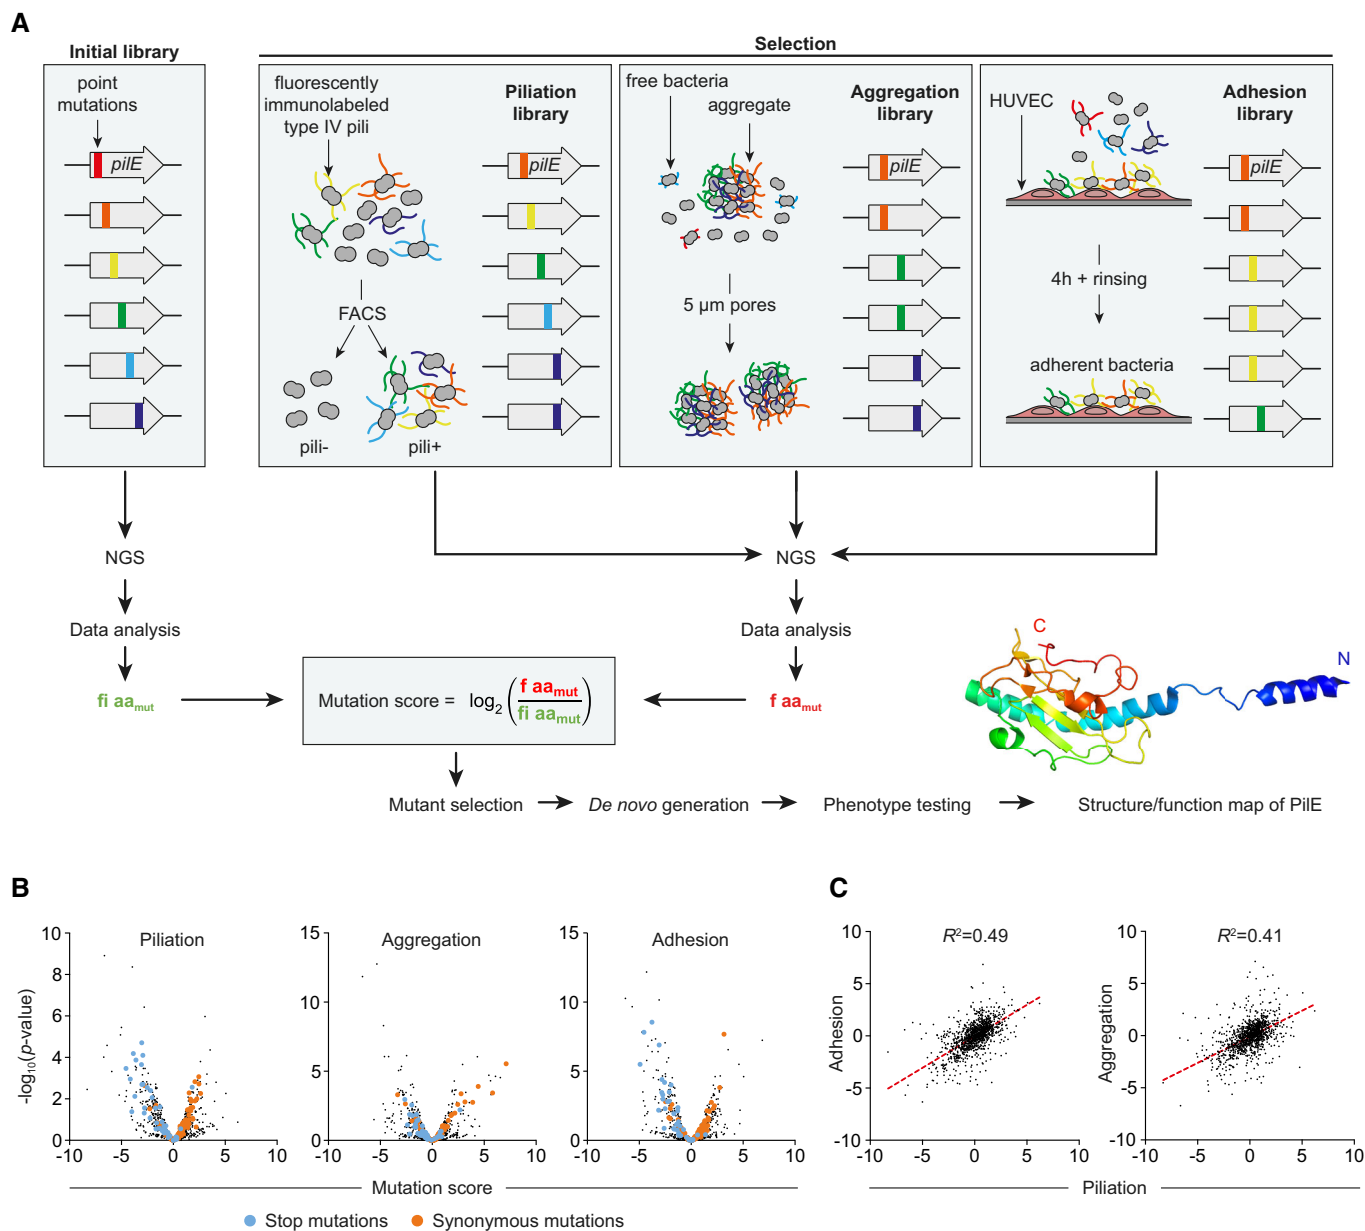 A
Initial library
Selection
point
mutations
pilE
fluorescently
immunolabeled
type IV pili
Piliation
library
pilE
FACS
pili-
pili+
free bacteria
aggregate
Aggregation
library
pilE
5 µm pores
HUVEC
Adhesion
library
pilE
4h + rinsing
adherent bacteria
NGS
NGS
Data analysis
Data analysis
fi aamut
Mutation score = log2 (f aamut / fi aamut)
f aamut
C
N
Mutant selection
De novo generation
Phenotype testing
Structure/function map of PilE
B
Piliation
-log10(p-value)
10
8
6
4
2
0
-10 -5 0 5 10
Aggregation
15
10
5
0
-10 -5 0 5 10
Adhesion
15
10
5
0
-10 -5 0 5 10
Mutation score
Stop mutations
Synonymous mutations
C
R²=0.49
Adhesion
10
5
0
-5
-10
-10 -5 0 5 10
R²=0.41
Aggregation
10
5
0
-5
-10
-10 -5 0 5 10
Piliation